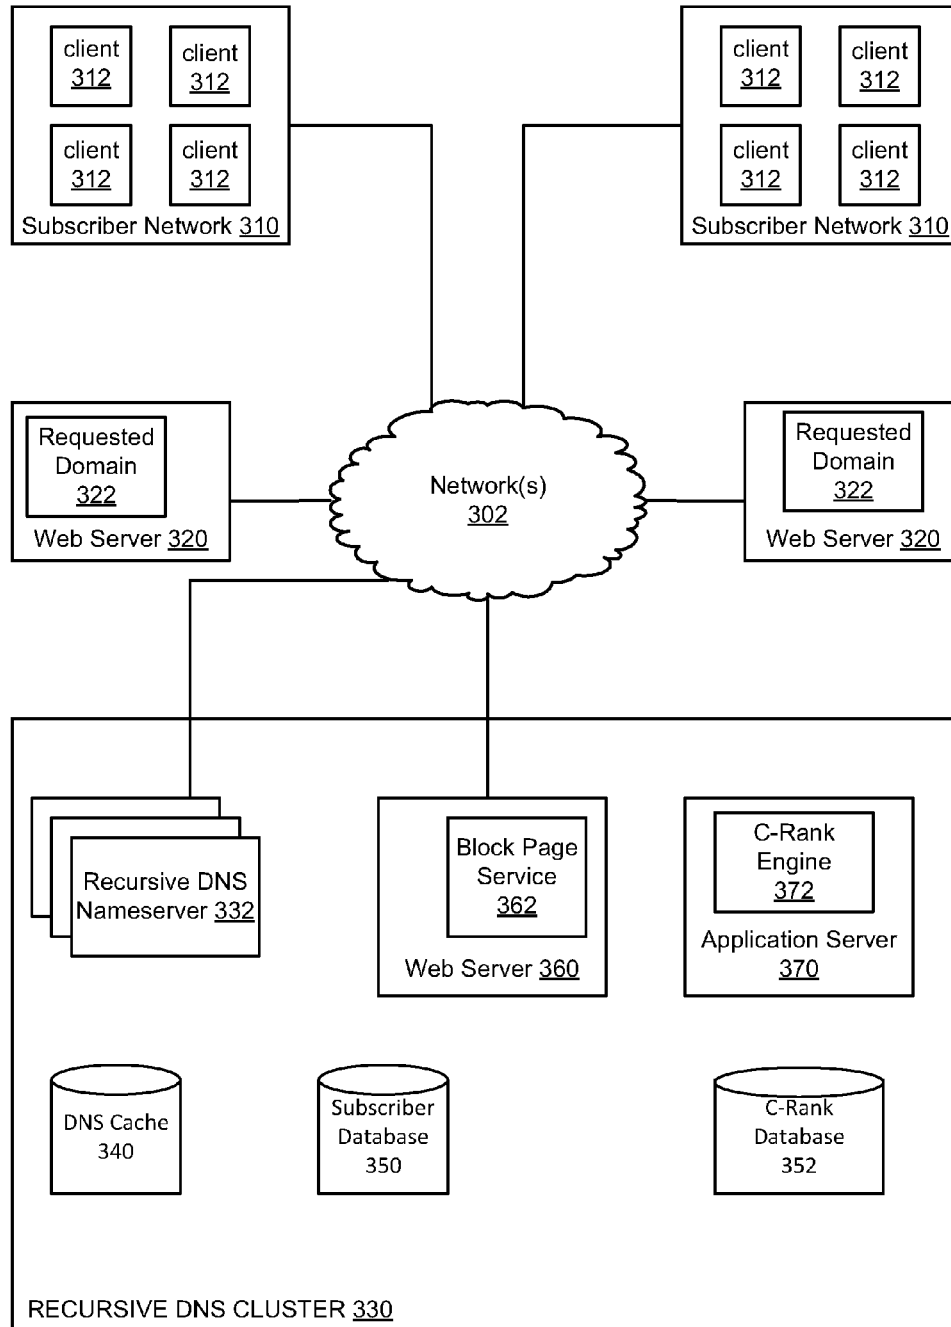 client
312
client
312
client
312
client
312
Subscriber Network 310
client
312
client
312
client
312
client
312
Subscriber Network 310
Requested
Domain
322
Web Server 320
Network(s)
302
Requested
Domain
322
Web Server 320
Recursive DNS
Nameserver 332
Block Page
Service
362
Web Server 360
C-Rank
Engine
372
Application Server
370
DNS Cache
340
Subscriber
Database
350
C-Rank
Database
352
RECURSIVE DNS CLUSTER 330